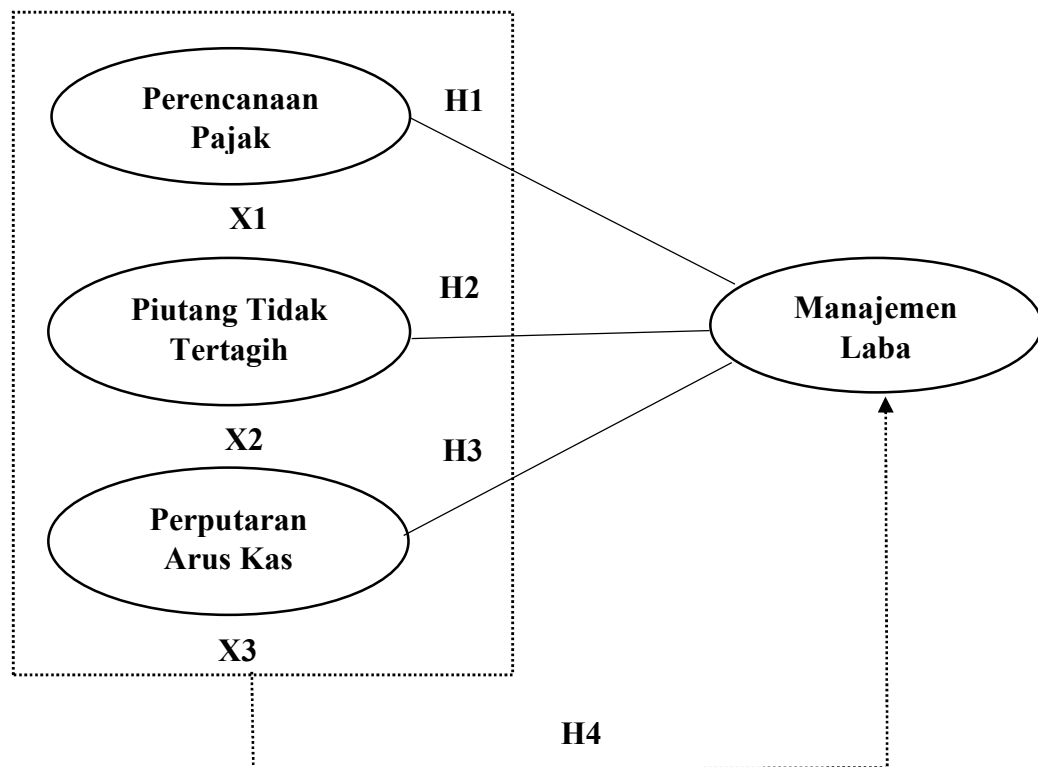 Perencanaan
Pajak
H1
X1
Piutang Tidak
Tertagih
H2
X2
Manajemen
Laba
Perputaran
Arus Kas
H3
X3
H4